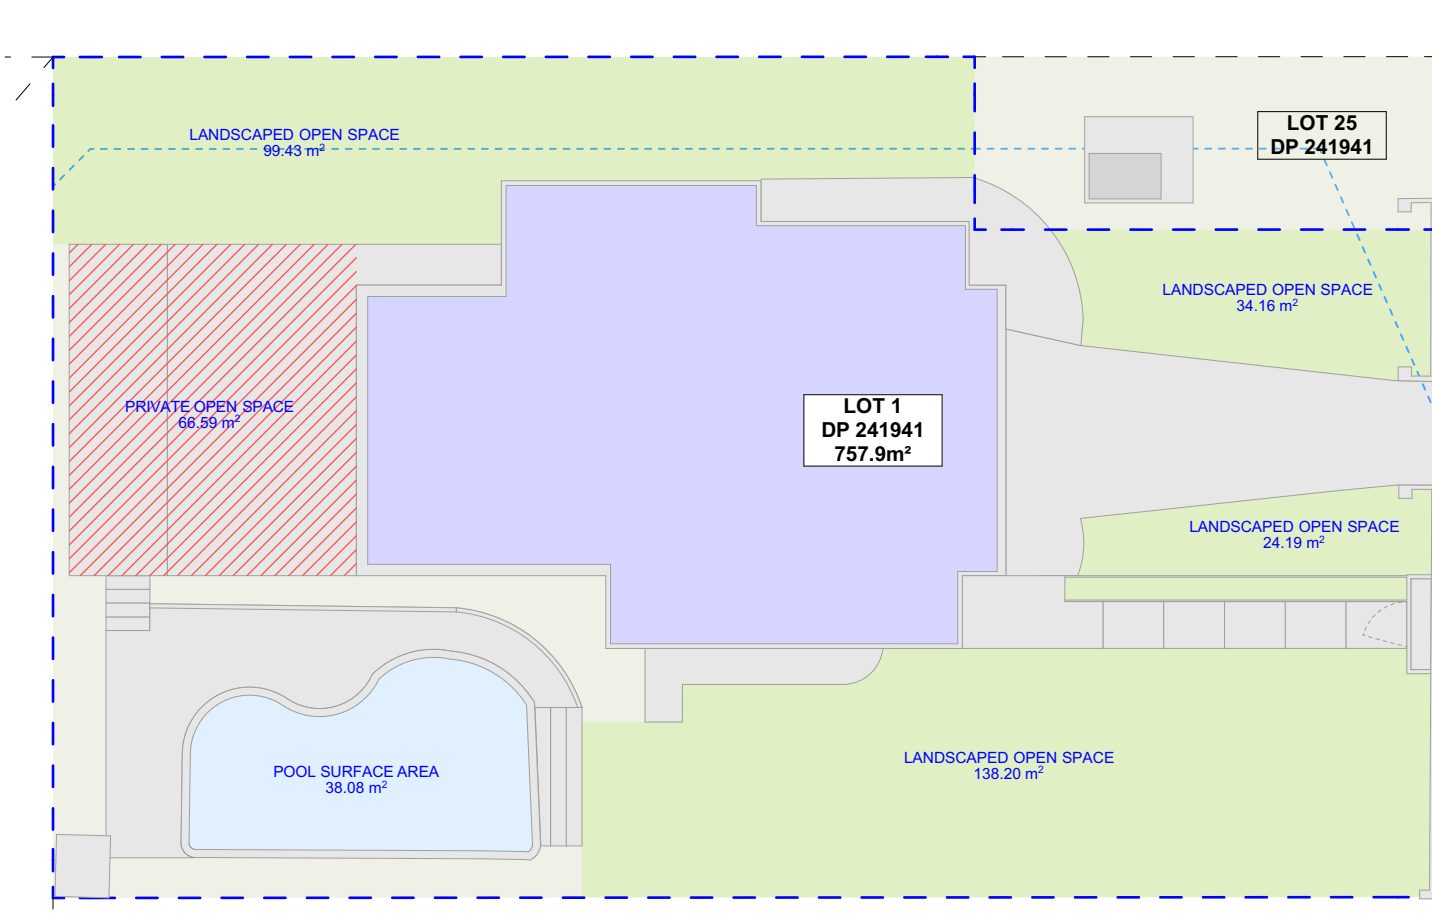 LOT 25
DP 241941
LANDSCAPED OPEN SPACE
99.43 m²
LANDSCAPED OPEN SPACE
34.16 m²
PRIVATE OPEN SPACE
66.59 m²
LOT 1
DP 241941
757.9m²
LANDSCAPED OPEN SPACE
24.19 m²
LANDSCAPED OPEN SPACE
138.20 m²
POOL SURFACE AREA
38.08 m²